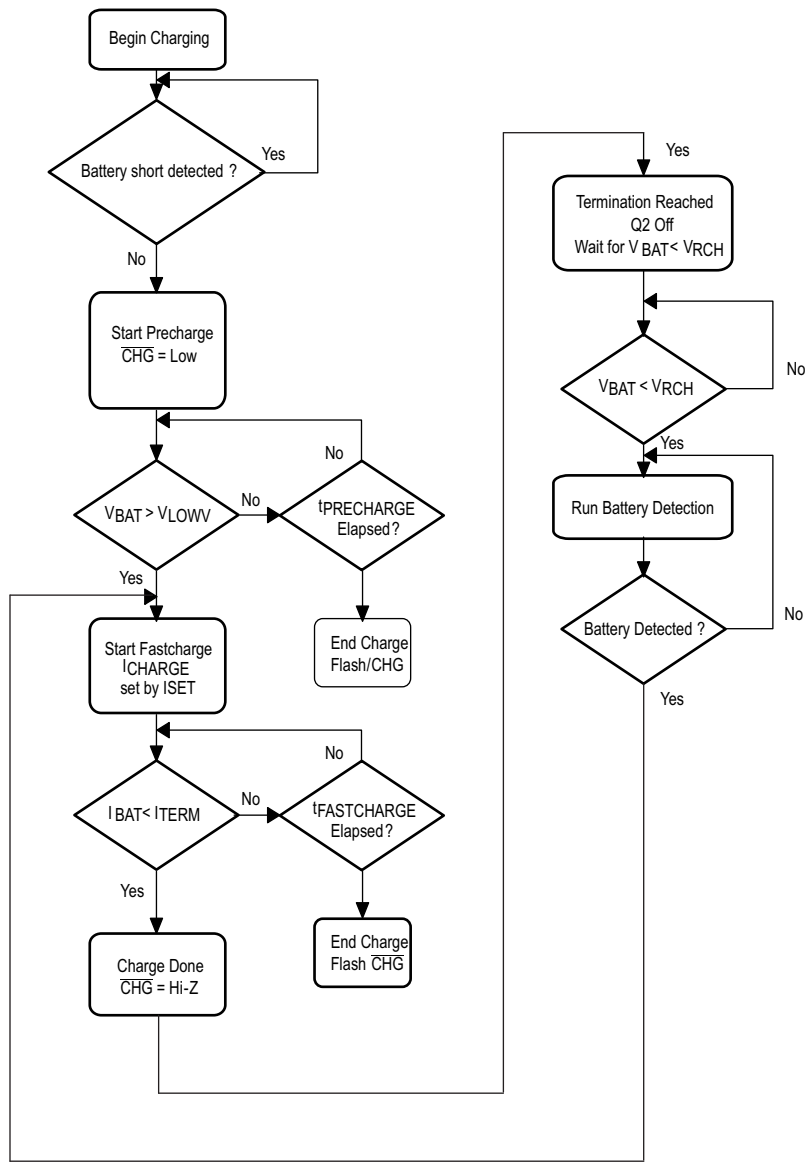 Begin Charging
Battery short detected ?
Yes
No
Start Precharge
CHG = Low
VBAT > VLOWV
No
tPRECHARGE
Elapsed?
No
Yes
End Charge
Flash/CHG
Start Fastcharge
ICHARGE
set by ISET
IBAT < ITERM
No
tFASTCHARGE
Elapsed?
No
Yes
End Charge
Flash CHG
Charge Done
CHG = Hi-Z
Yes
Termination Reached
Q2 Off
Wait for VBAT < VRCH
VBAT < VRCH
No
Yes
Run Battery Detection
Battery Detected ?
No
Yes